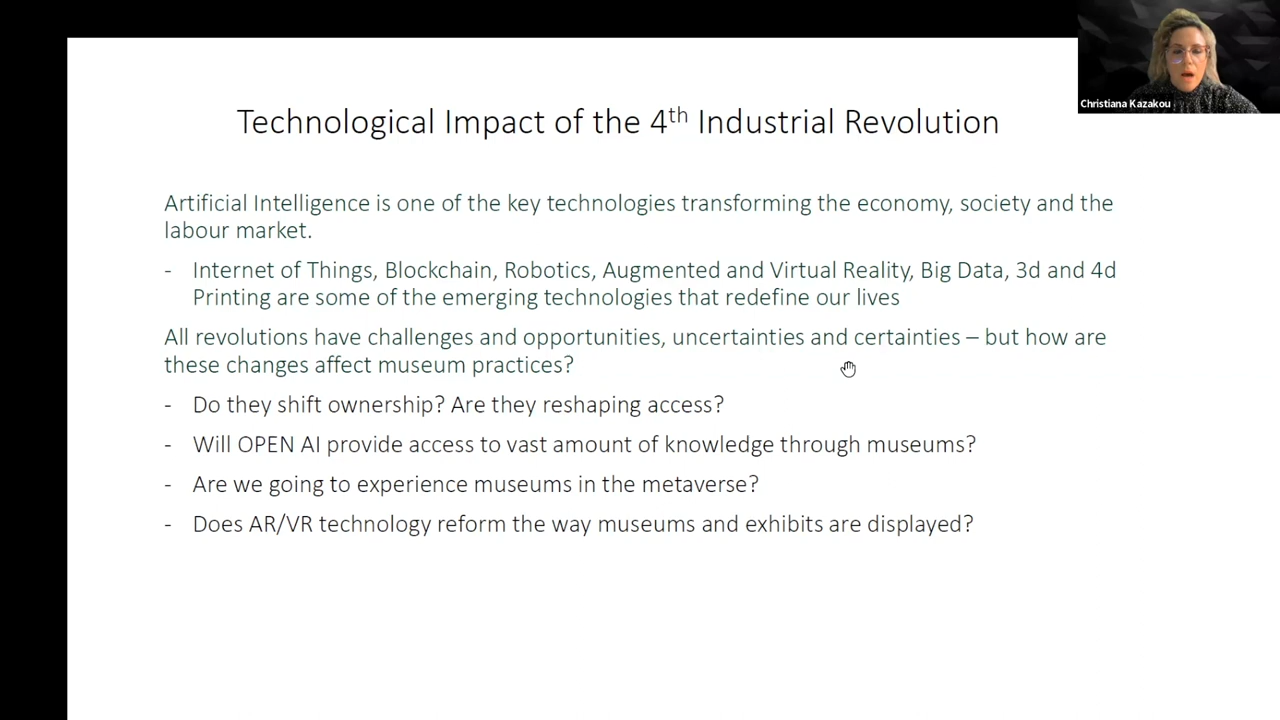 Christiana Kazakou
Technological Impact of the 4th Industrial Revolution
Artificial Intelligence is one of the key technologies transforming the economy, society and the
labour market.
- Internet of Things, Blockchain, Robotics, Augmented and Virtual Reality, Big Data, 3d and 4d
Printing are some of the emerging technologies that redefine our lives
All revolutions have challenges and opportunities, uncertainties and certainties – but how are
these changes affect museum practices?
- Do they shift ownership? Are they reshaping access?
- Will OPEN AI provide access to vast amount of knowledge through museums?
- Are we going to experience museums in the metaverse?
- Does AR/VR technology reform the way museums and exhibits are displayed?